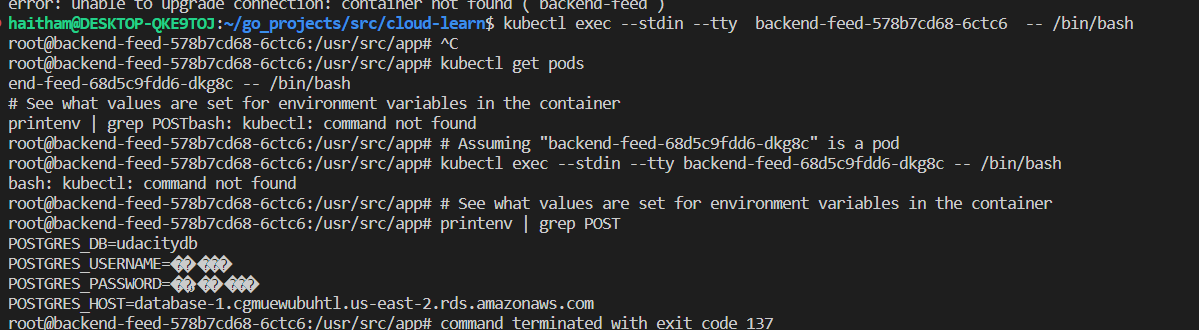 error: unable to upgrade connection: container not found ( backend-feed )
haitham@DESKTOP-QKE9TOJ:~/go_projects/src/cloud-learn$ kubectl exec --stdin --tty  backend-feed-578b7cd68-6ctc6  -- /bin/bash
root@backend-feed-578b7cd68-6ctc6:/usr/src/app# ^C
root@backend-feed-578b7cd68-6ctc6:/usr/src/app# kubectl get pods
end-feed-68d5c9fdd6-dkg8c -- /bin/bash
# See what values are set for environment variables in the container
printenv | grep POSTbash: kubectl: command not found
root@backend-feed-578b7cd68-6ctc6:/usr/src/app# # Assuming "backend-feed-68d5c9fdd6-dkg8c" is a pod
root@backend-feed-578b7cd68-6ctc6:/usr/src/app# kubectl exec --stdin --tty backend-feed-68d5c9fdd6-dkg8c -- /bin/bash
bash: kubectl: command not found
root@backend-feed-578b7cd68-6ctc6:/usr/src/app# # See what values are set for environment variables in the container
root@backend-feed-578b7cd68-6ctc6:/usr/src/app# printenv | grep POST
POSTGRES_DB=udacitydb
POSTGRES_USERNAME=
POSTGRES_PASSWORD=
POSTGRES_HOST=database-1.cgmuewubuhtl.us-east-2.rds.amazonaws.com
root@backend-feed-578b7cd68-6ctc6:/usr/src/app# command terminated with exit code 137